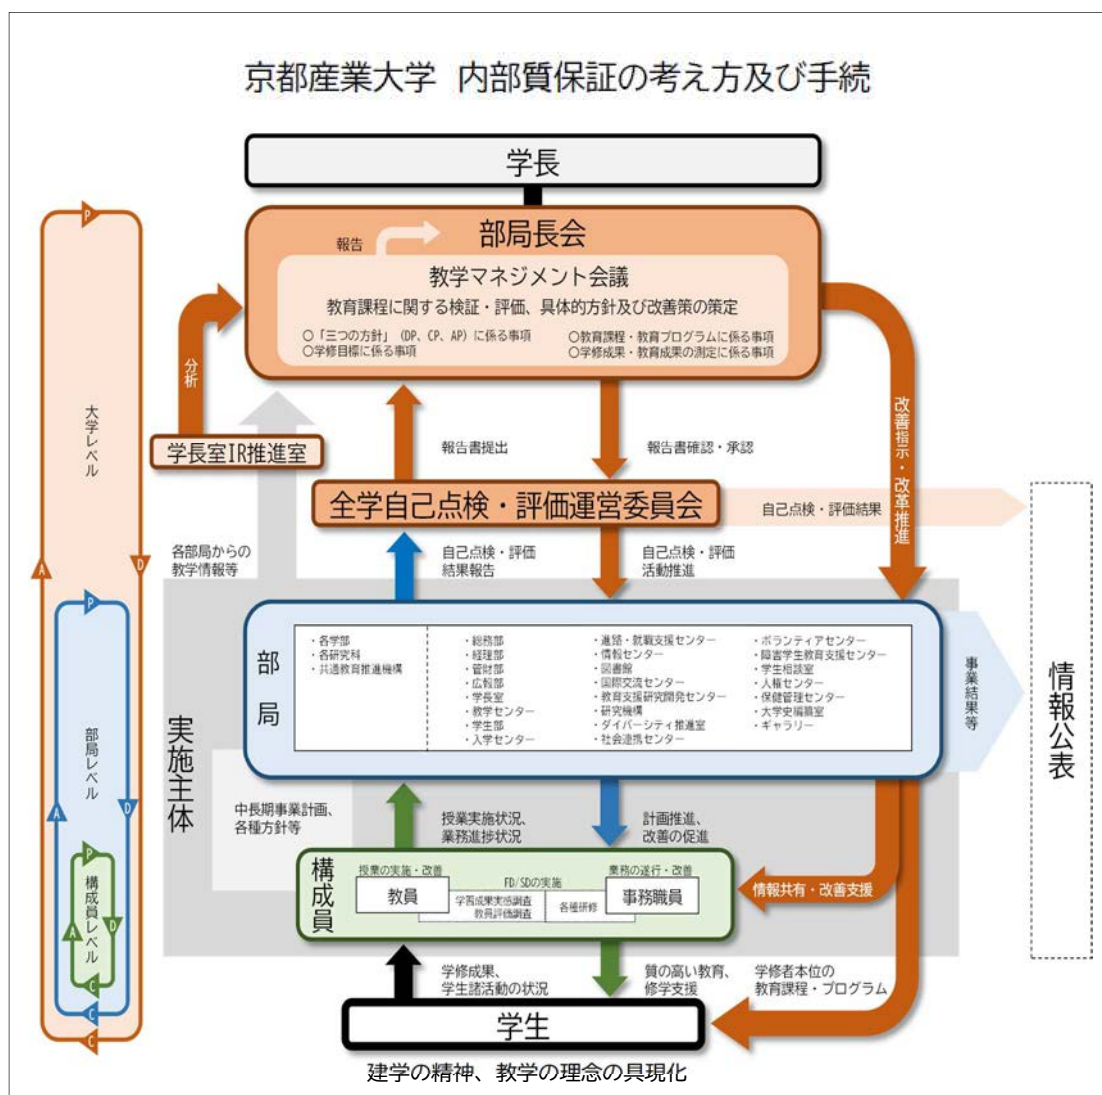 京都産業大学 内部質保証の考え方及び手続
学長
部局長会
報告
教学マネジメント会議
教育課程に関する検証・評価、具体的方針及び改善策の策定
○「三つの方針」(DP、CP、AP)に係る事項
○学修目標に係る事項
○教育課程・教育プログラムに係る事項
○学修成果・教育成果の測定に係る事項
分析
学長室IR推進室
報告書提出
報告書確認・承認
改善指示・改革推進
全学自己点検・評価運営委員会
自己点検・評価結果
各部局からの
教学情報等
自己点検・評価
結果報告
自己点検・評価
活動推進
部局
・各学部
・各研究科
・共通教育推進機構
・総務部
・経理部
・管財部
・広報部
・学長室
・教学センター
・学生部
・入学センター
・進路・就職支援センター
・情報センター
・図書館
・国際交流センター
・教育支援研究開発センター
・研究機構
・ダイバーシティ推進室
・社会連携センター
・ボランティアセンター
・障害学生教育支援センター
・学生相談室
・人権センター
・保健管理センター
・大学史編纂室
・ギャラリー
事業結果等
情報公表
実施主体
中長期事業計画、
各種方針等
授業実施状況、
業務進捗状況
計画推進、
改善の促進
構成員
授業の実施・改善
教員
FD/SDの実施
学習成果実感調査
教員評価調査
各種研修
業務の遂行・改善
事務職員
情報共有・改善支援
学修成果、
学生諸活動の状況
質の高い教育、
修学支援
学修者本位の
教育課程・プログラム
学生
建学の精神、教学の理念の具現化
大学レベル
P
D
C
A
部局レベル
P
D
C
A
構成員レベル
P
D
C
A